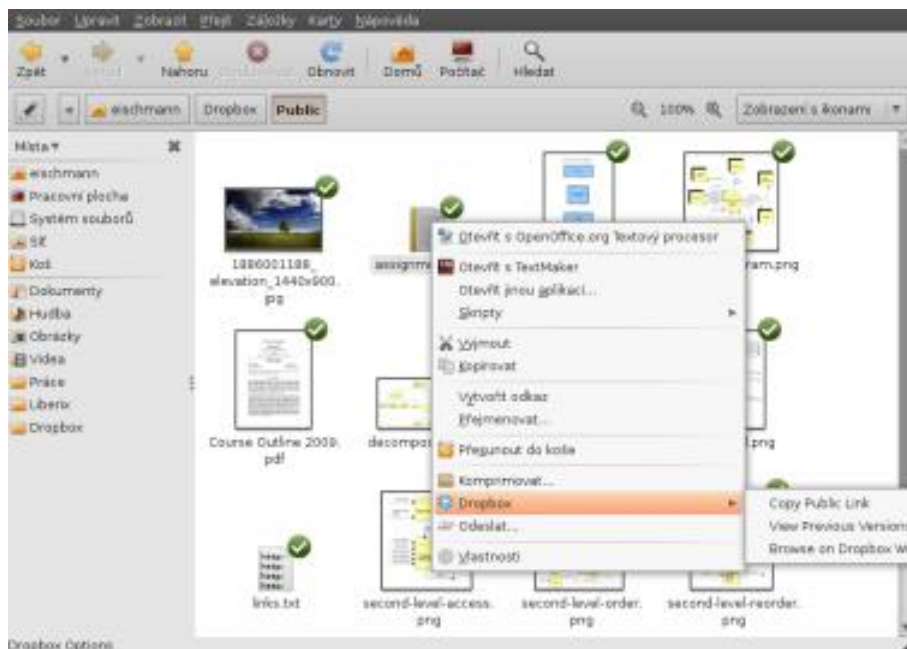 Soubor Upravit Zobrazit Přejít Záložky Karty Nápověda
Zpět Nahoru Obnovit Domů Počítač Hledat
eischmann Dropbox Public 100% Zobrazení s ikonami
Místa
eischmann
Pracovní plocha
Systém souborů
Síť
Koš
Dokumenty
Hudba
Obrázky
Videa
Práce
Liberix
Dropbox
1886001188_
elevation_1440x900.
jpg
Course Outline 2009.
pdf
links.txt
second-level-access.
png
second-level-order.
png
second-level-reorder.
png
Otevřít s OpenOffice.org Textový procesor
Otevřít s TextMaker
Otevřít jinou aplikací...
Skripty
Vyjmout
Kopírovat
Vytvořit odkaz
Přejmenovat...
Přesunout do koše
Komprimovat...
Dropbox
Odeslat...
Vlastnosti
Copy Public Link
View Previous Version
Browse on Dropbox W
Dropbox Options